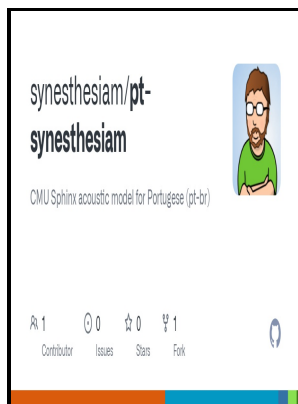 synesthesiam/pt-
synesthesiam
CMU Sphinx acoustic model for Portugese (pt-br)
1 0 0 1
Contributor Issues Stars Fork